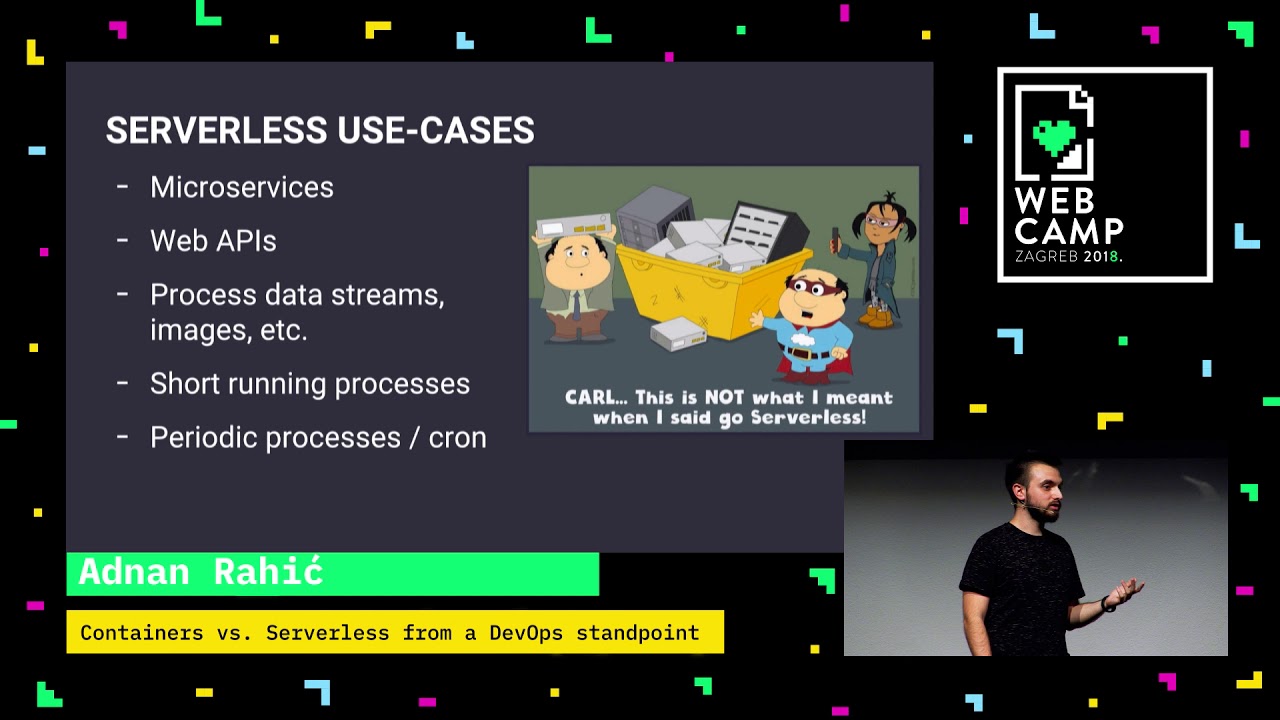 SERVERLESS USE-CASES
- Microservices
- Web APIs
- Process data streams,
images, etc.
- Short running processes
- Periodic processes / cron
CARL... This is NOT what I meant
when I said go Serverless!
WEB
CAMP
ZAGREB 2018.
Adnan Rahić
Containers vs. Serverless from a DevOps standpoint